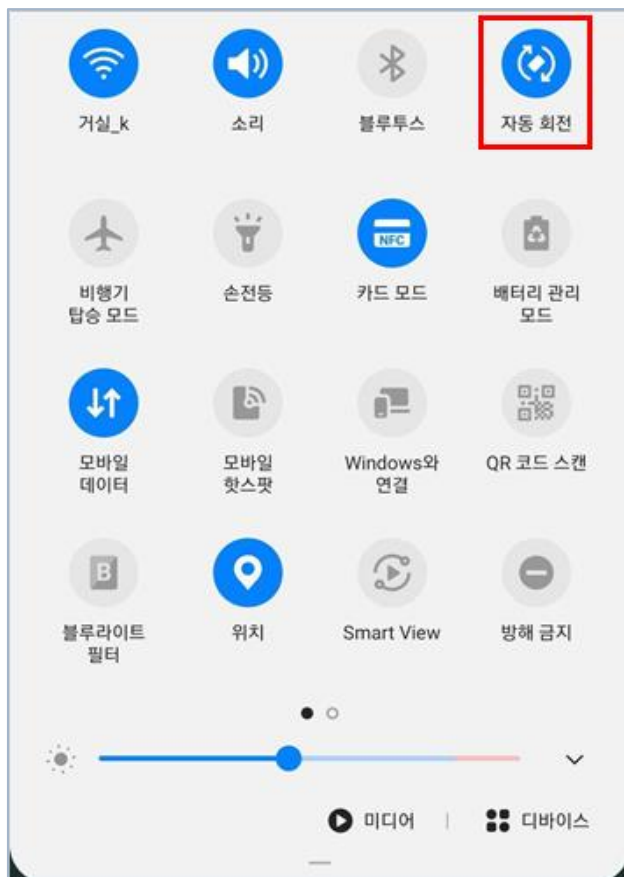 거실_k
소리
블루투스
자동 회전
NFC
비행기
탑승 모드
손전등
카드 모드
배터리 관리
모드
모바일
데이터
모바일
핫스팟
Windows와
연결
QR 코드 스캔
B
블루라이트
필터
위치
Smart View
방해 금지
미디어
디바이스